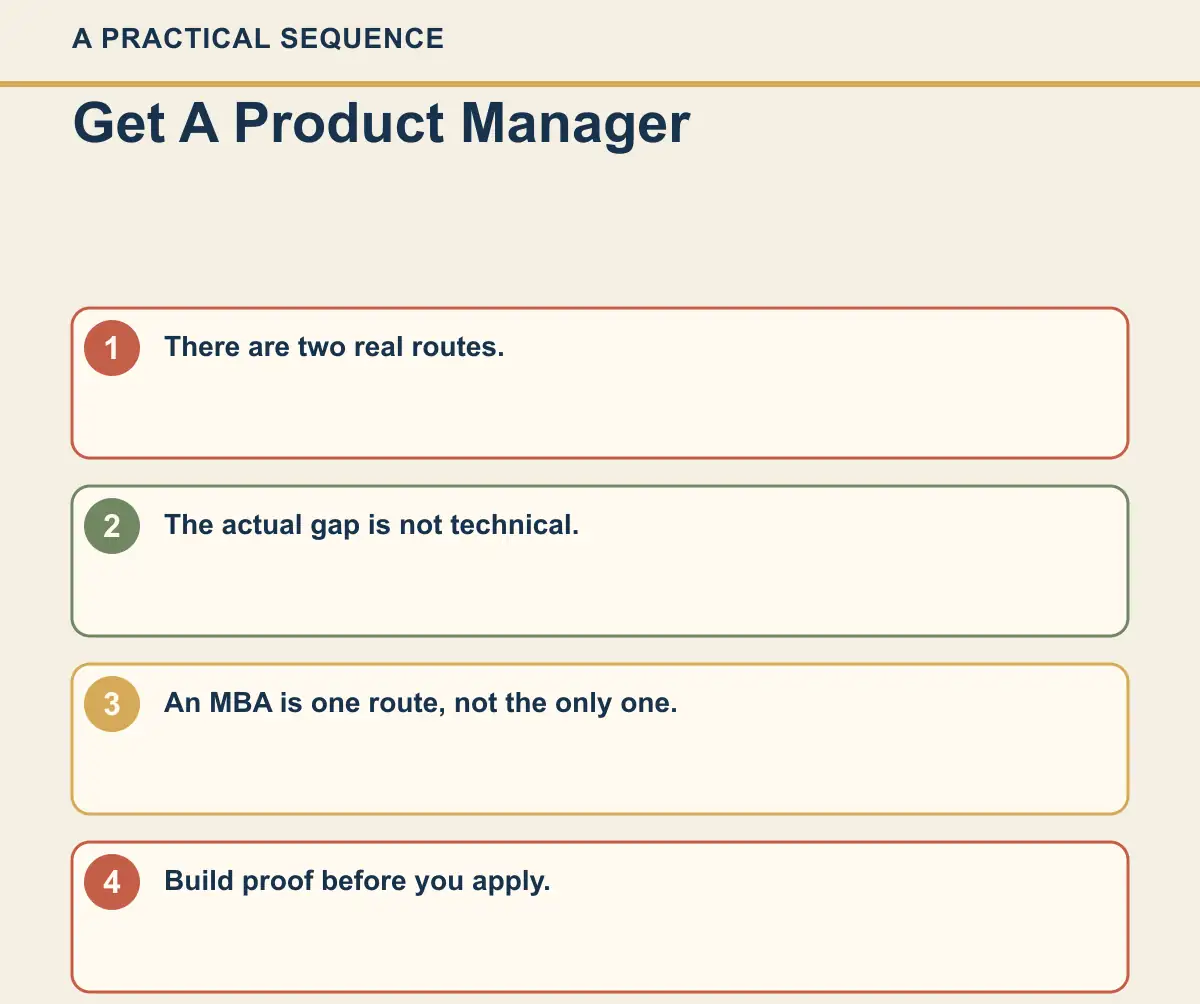 A PRACTICAL SEQUENCE
Get A Product Manager
1 There are two real routes.
2 The actual gap is not technical.
3 An MBA is one route, not the only one.
4 Build proof before you apply.